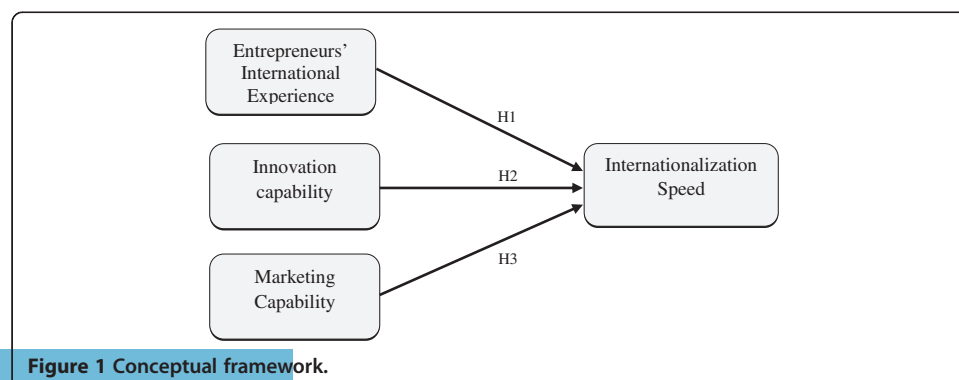 Entrepreneurs’
International
Experience
H1
Innovation
capability
H2
Internationalization
Speed
Marketing
Capability
H3
Figure 1 Conceptual framework.